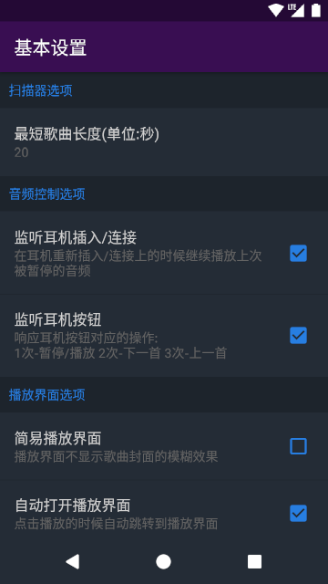 LTE
基本设置
扫描器选项
最短歌曲长度(单位:秒)
20
音频控制选项
监听耳机插入/连接
在耳机重新插入/连接上的时候继续播放上次
被暂停的音频
监听耳机按钮
响应耳机按钮对应的操作:
1次-暂停/播放 2次-下一首 3次-上一首
播放界面选项
简易播放界面
播放界面不显示歌曲封面的模糊效果
自动打开播放界面
点击播放的时候自动跳转到播放界面